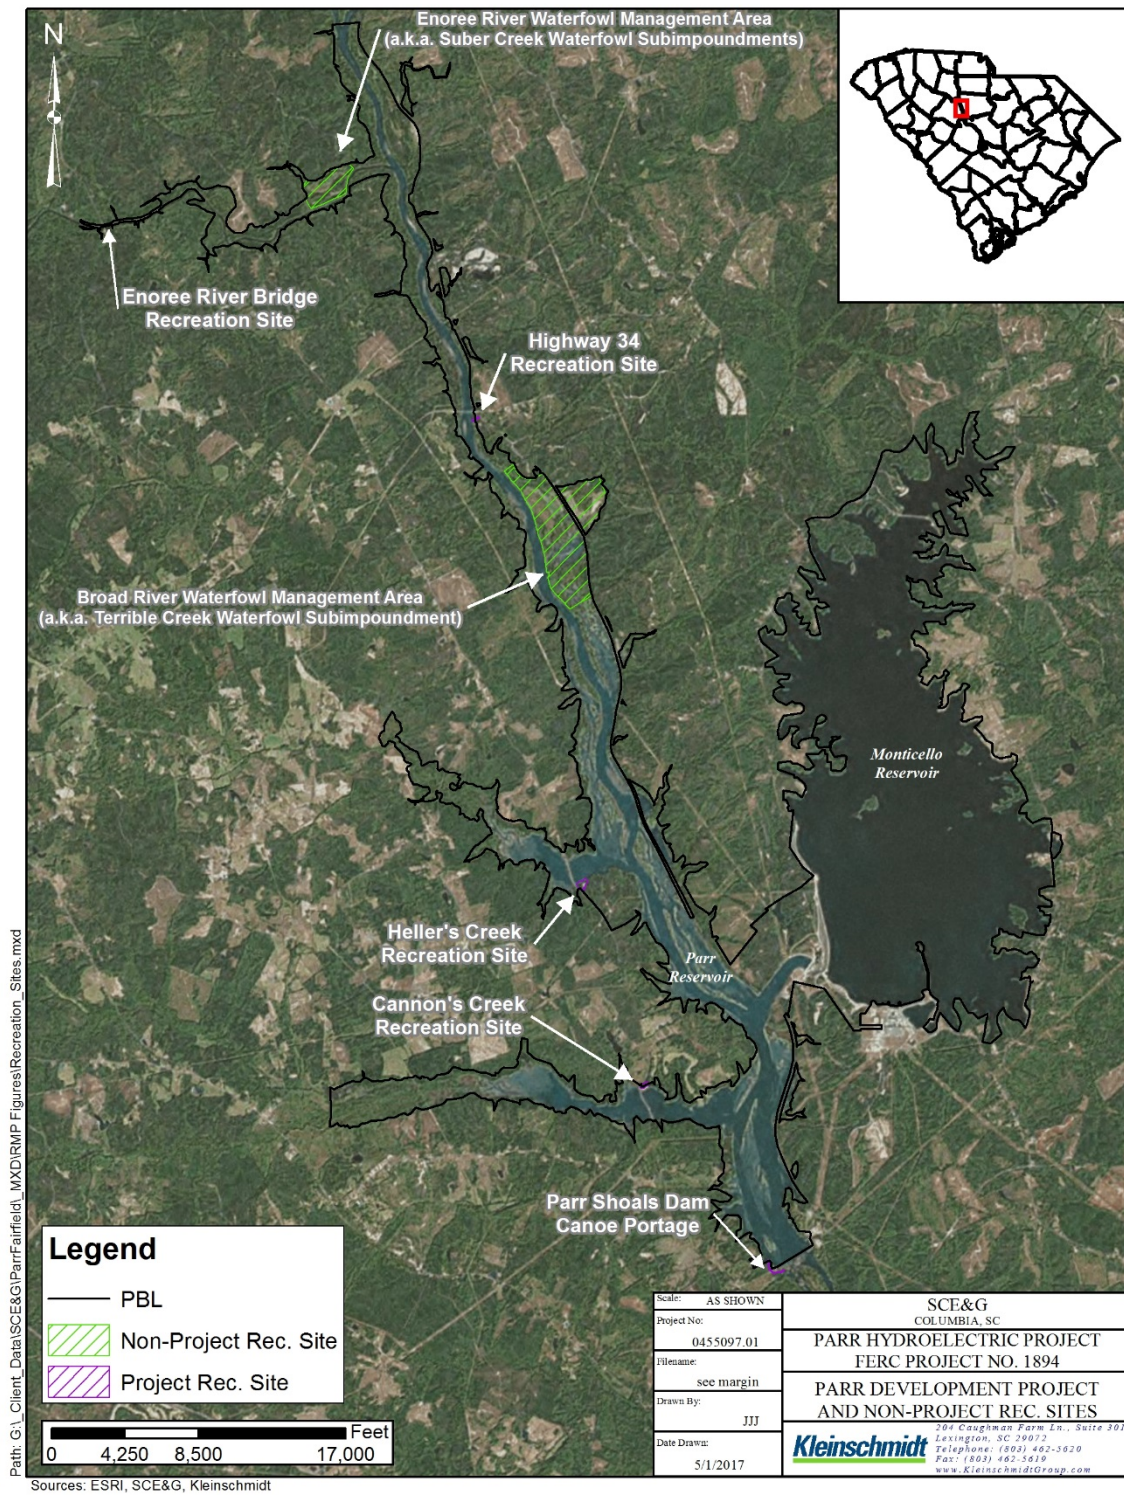 Enoree River Waterfowl Management Area
(a.k.a. Suber Creek Waterfowl Subimpoundments)
N
Enoree River Bridge
Recreation Site
Highway 34
Recreation Site
Broad River Waterfowl Management Area
(a.k.a. Terrible Creek Waterfowl Subimpoundment)
Monticello
Reservoir
Heller's Creek
Recreation Site
Parr
Reservoir
Cannon's Creek
Recreation Site
Parr Shoals Dam
Canoe Portage
Legend
PBL
Non-Project Rec. Site
Project Rec. Site
Feet
0 4,250 8,500 17,000
Scale: AS SHOWN
Project No:
0455097.01
Filename:
see margin
Drawn By:
JJJ
Date Drawn:
5/1/2017
SCE&G
COLUMBIA, SC
PARR HYDROELECTRIC PROJECT
FERC PROJECT NO. 1894
PARR DEVELOPMENT PROJECT
AND NON-PROJECT REC. SITES
Kleinschmidt
204 Caughman Farm Ln., Suite 301
Lexington, SC 29072
Telephone: (803) 462-5620
Fax: (803) 462-5619
www.KleinschmidtGroup.com
Path: G:\_Client_Data\SCE&G\ParrFairfield\_MXD\RMP Figures\Recreation_Sites.mxd
Sources: ESRI, SCE&G, Kleinschmidt